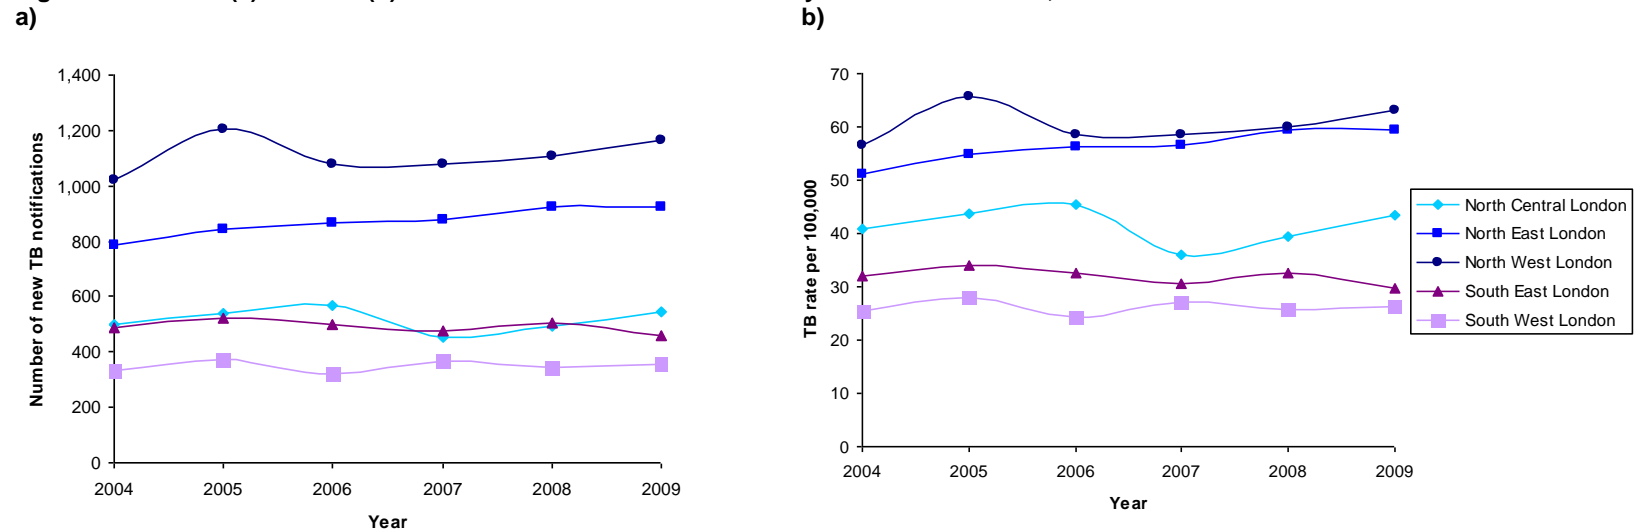 a)
b)
1,400
1,200
1,000
800
600
400
200
0
Number of new TB notifications
2004 2005 2006 2007 2008 2009
Year
70
60
50
40
30
20
10
0
TB rate per 100,000
2004 2005 2006 2007 2008 2009
Year
North Central London
North East London
North West London
South East London
South West London